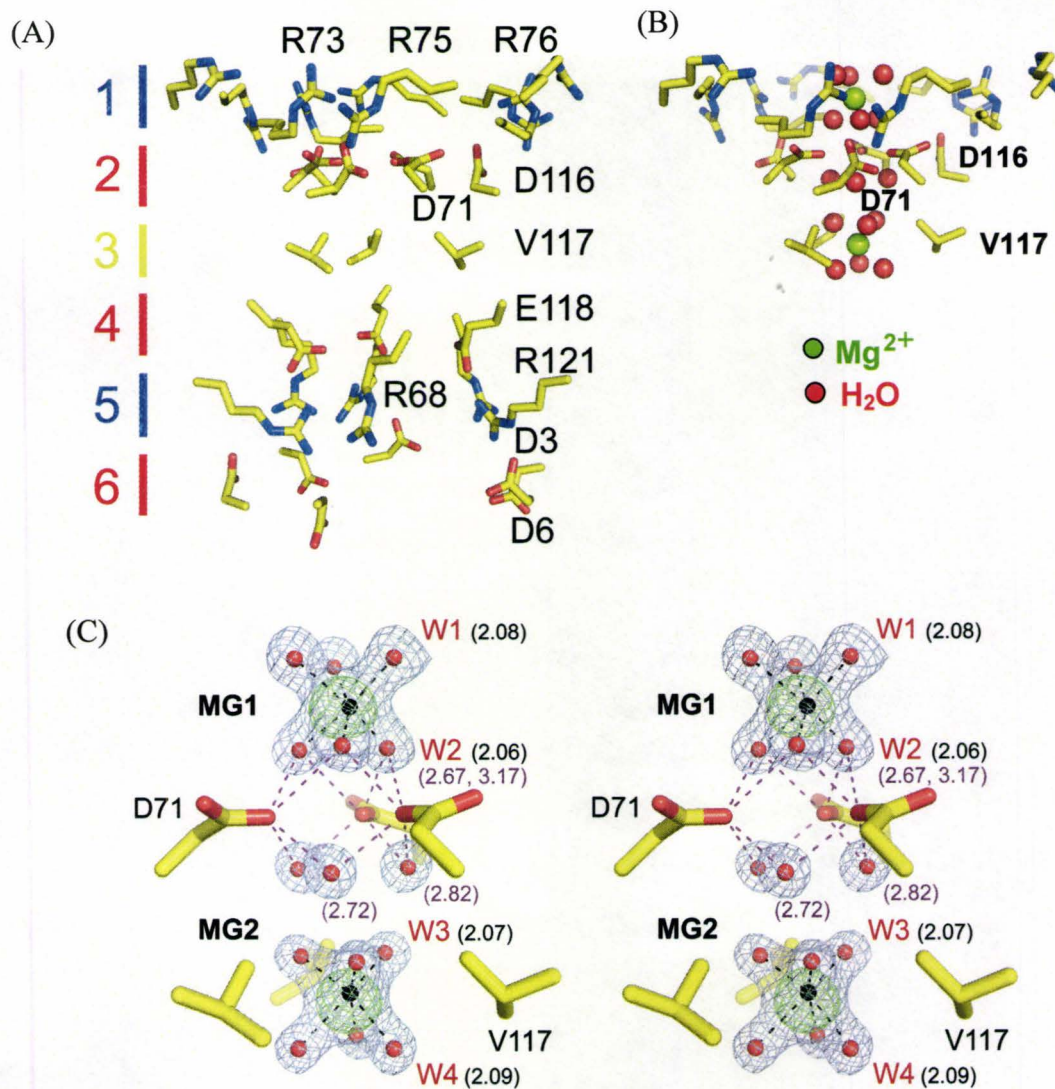 (A)
R73 R75 R76
1
2
D116
D71
3
V117
4
E118
R121
5
R68
D3
6
D6
(B)
D116
D71
V117
Mg2+
H2O
(C)
W1 (2.08)
MG1
W2 (2.06)
(2.67, 3.17)
D71
(2.82)
(2.72)
MG2
W3 (2.07)
V117
W4 (2.09)
W1 (2.08)
MG1
W2 (2.06)
(2.67, 3.17)
D71
(2.82)
(2.72)
MG2
W3 (2.07)
V117
W4 (2.09)